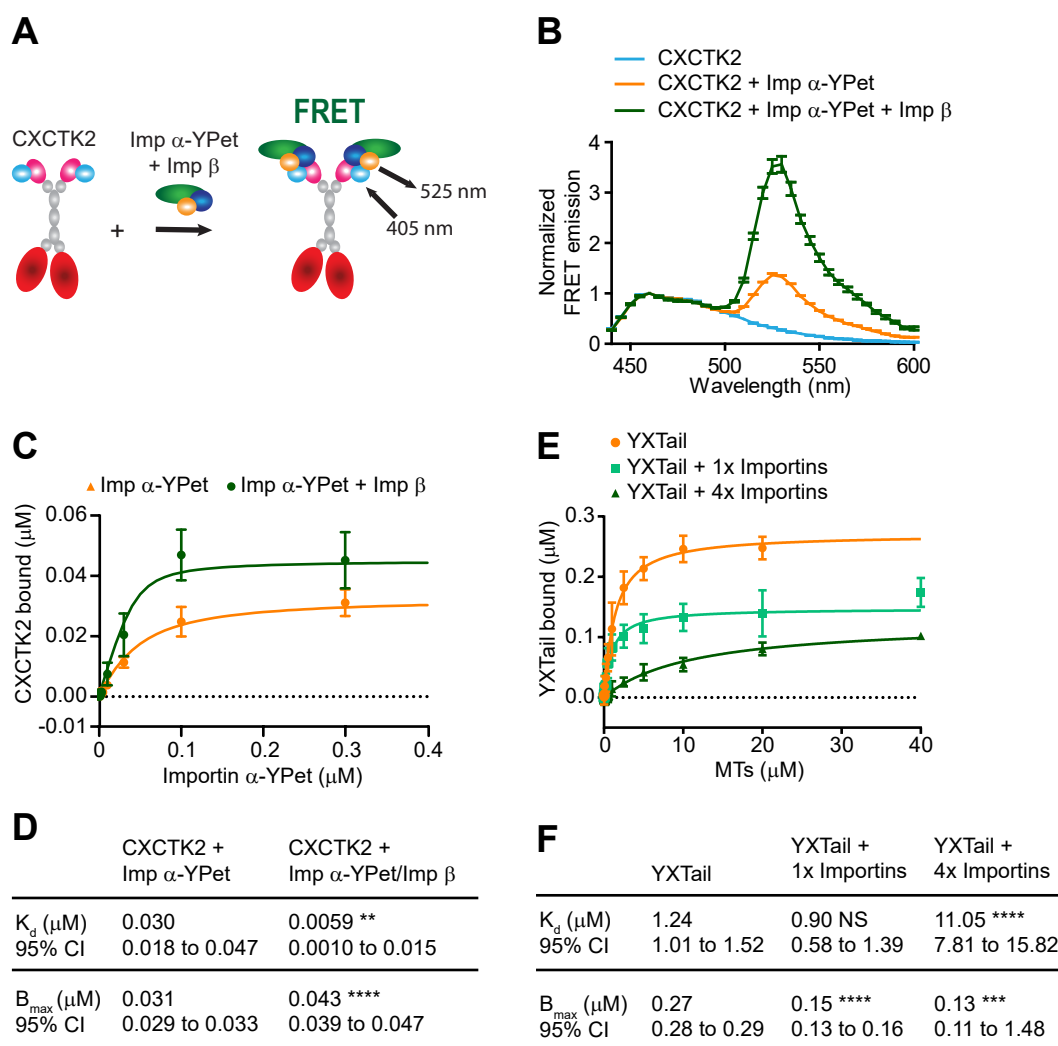 A
CXCTK2
Imp α-YPet
+ Imp β
+
FRET
525 nm
405 nm
B
CXCTK2
CXCTK2 + Imp α-YPet
CXCTK2 + Imp α-YPet + Imp β
Normalized
FRET emission
4
3
2
1
0
450 500 550 600
Wavelength (nm)
C
Imp α-YPet Imp α-YPet + Imp β
CXCTK2 bound (μM)
0.06
0.04
0.02
0.00
-0.01
0 0.1 0.2 0.3 0.4
Importin α-YPet (μM)
E
YXTail
YXTail + 1x Importins
YXTail + 4x Importins
YXTail bound (μM)
0.3
0.2
0.1
0.0
0 10 20 30 40
MTs (μM)
D
CXCTK2 + CXCTK2 +
Imp α-YPet Imp α-YPet/Imp β
Kd (μM) 0.030 0.0059 **
95% CI 0.018 to 0.047 0.0010 to 0.015
Bmax (μM) 0.031 0.043 ****
95% CI 0.029 to 0.033 0.039 to 0.047
F
YXTail + YXTail +
YXTail 1x Importins 4x Importins
Kd (μM) 1.24 0.90 NS 11.05 ****
95% CI 1.01 to 1.52 0.58 to 1.39 7.81 to 15.82
Bmax (μM) 0.27 0.15 **** 0.13 ***
95% CI 0.28 to 0.29 0.13 to 0.16 0.11 to 1.48